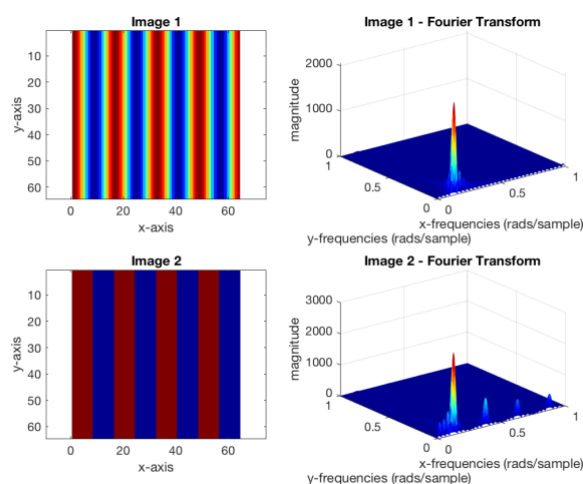 Image 1
10
20
30
40
50
60
y-axis
0 20 40 60
x-axis
Image 1 - Fourier Transform
2000
1000
0
magnitude
1
0.5
0
0
0.5
1
x-frequencies (rads/sample)
y-frequencies (rads/sample)
Image 2
10
20
30
40
50
60
y-axis
0 20 40 60
x-axis
Image 2 - Fourier Transform
3000
2000
1000
0
magnitude
1
0.5
0
0
0.5
1
x-frequencies (rads/sample)
y-frequencies (rads/sample)